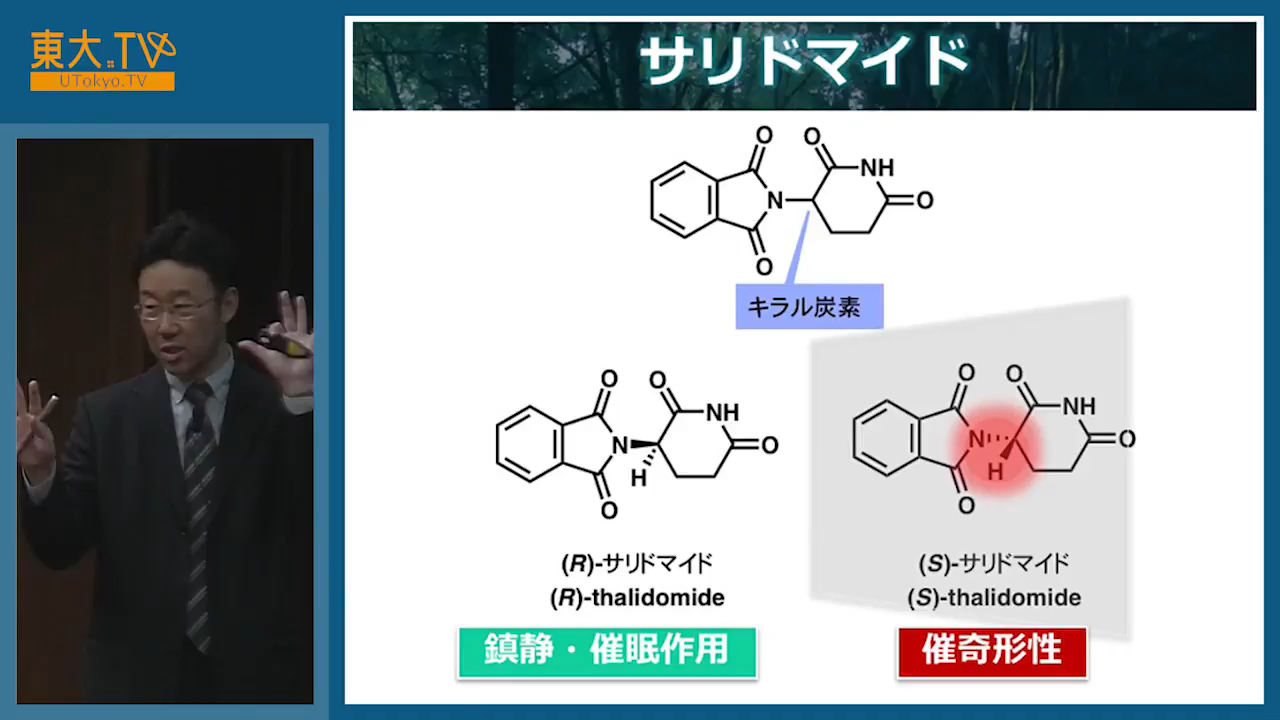 東大.TV
UTokyo.TV
サリドマイド
O
O
NH
N
O
O
キラル炭素
O
O
NH
N
O
H
O
(R)-サリドマイド
(R)-thalidomide
鎮静・催眠作用
O
O
NH
N
O
H
O
(S)-サリドマイド
(S)-thalidomide
催奇形性